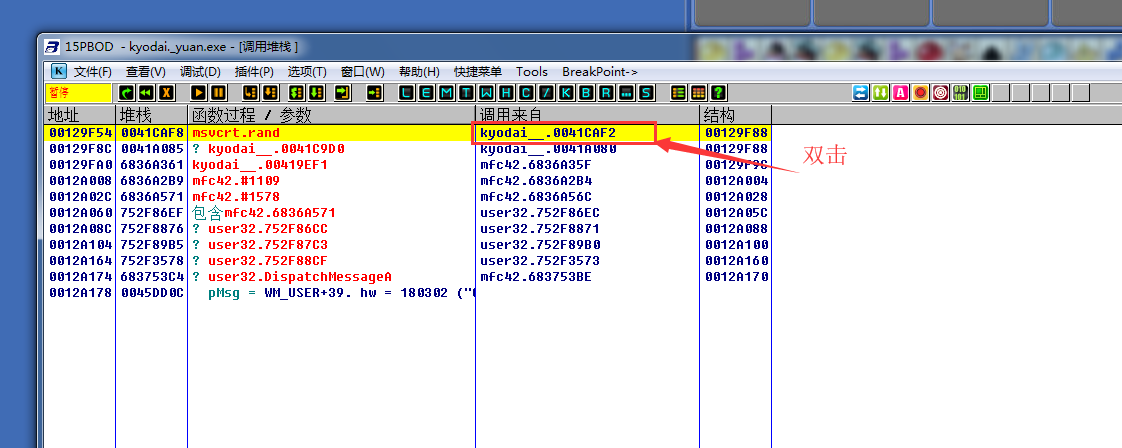 15PBOD - kyodai._yuan.exe - [调用堆栈 ]
K 文件(F) 查看(V) 调试(D) 插件(P) 选项(T) 窗口(W) 帮助(H) 快捷菜单 Tools BreakPoint->
暂停 L E M T W H C / K B R ... S ? A 010 101
地址 堆栈 函数过程 / 参数 调用来自 结构
00129F54 0041CAF8 msvcrt.rand kyodai__.0041CAF2 00129F88
00129F8C 0041A085 ? kyodai__.0041C9D0 kyodai__.0041A080 00129F88
00129FA0 6836A361 kyodai__.00419EF1 mfc42.6836A35F 00129F9C
0012A008 6836A2B9 mfc42.#1109 mfc42.6836A2B4 0012A004
0012A02C 6836A571 mfc42.#1578 mfc42.6836A56C 0012A028
0012A060 752F86EF 包含mfc42.6836A571 user32.752F86EC 0012A05C
0012A08C 752F8876 ? user32.752F86CC user32.752F8871 0012A088
0012A104 752F89B5 ? user32.752F87C3 user32.752F89B0 0012A100
0012A164 752F3578 ? user32.752F88CF user32.752F3573 0012A160
0012A174 683753C4 ? user32.DispatchMessageA mfc42.683753BE 0012A170
0012A178 0045DD0C pMsg = WM_USER+39. hw = 180302 ("
双击